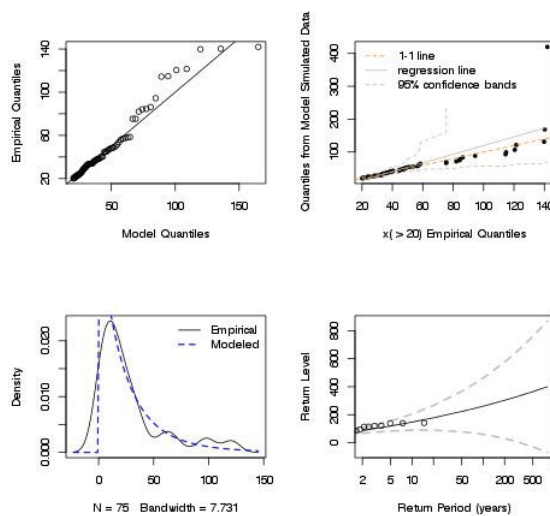 Empirical Quantiles
20 60 100 140
50 100 150
Model Quantiles
Quantiles from Model Simulated Data
0 100 200 300 400
1-1 line
regression line
95% confidence bands
20 40 60 80 100 120 140
x( > 20) Empirical Quantiles
Density
0.000 0.010 0.020
Empirical
Modeled
0 50 100 150
N = 75 Bandwidth = 7.731
Return Level
0 200 400 600 800
2 5 10 50 200 500
Return Period (years)